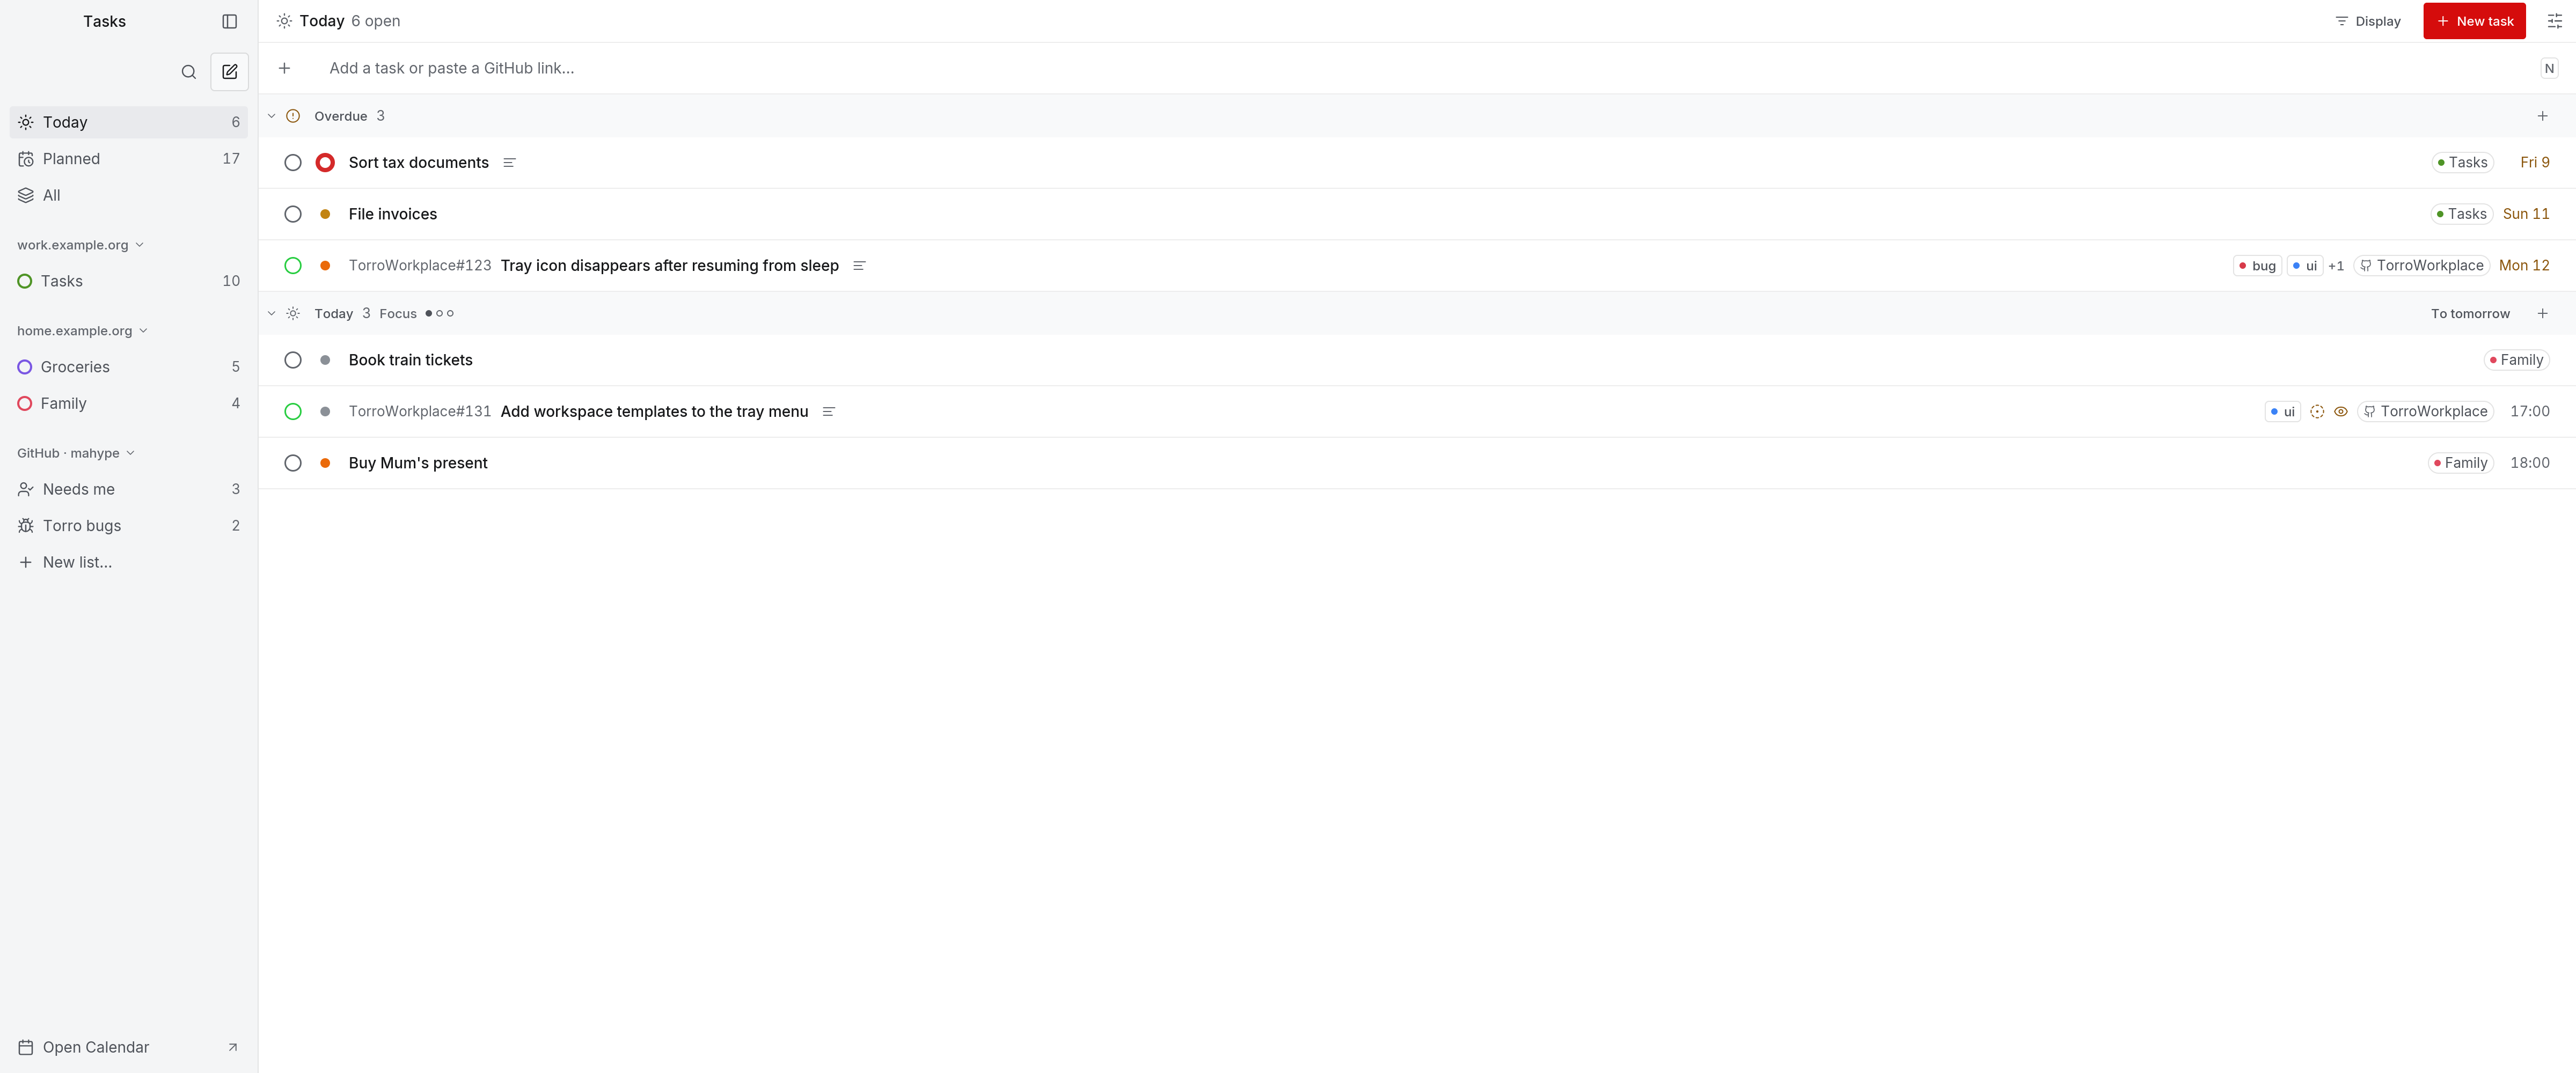 Tasks
Today 6
Planned 17
All
work.example.org
Tasks 10
home.example.org
Groceries 5
Family 4
GitHub · mahype
Needs me 3
Torro bugs 2
New list...
Open Calendar
Today 6 open
Display
New task
Add a task or paste a GitHub link...
N
Overdue 3
Sort tax documents Tasks Fri 9
File invoices Tasks Sun 11
TorroWorkplace#123 Tray icon disappears after resuming from sleep bug ui +1 TorroWorkplace Mon 12
Today 3 Focus To tomorrow
Book train tickets Family
TorroWorkplace#131 Add workspace templates to the tray menu ui TorroWorkplace 17:00
Buy Mum's present Family 18:00